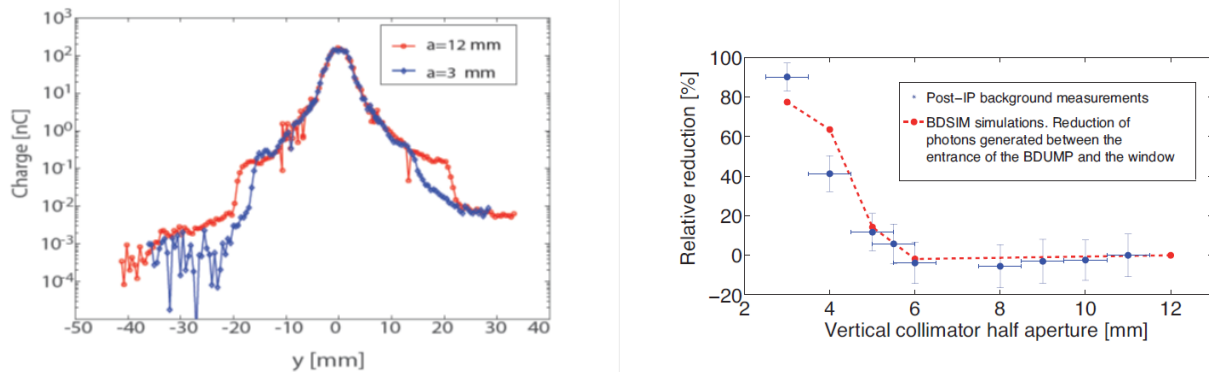 10³
10²
10¹
10⁰
10⁻¹
10⁻²
10⁻³
10⁻⁴
Charge [nC]
a=12 mm
a=3 mm
-50 -40 -30 -20 -10 0 10 20 30 40
y [mm]
100
80
60
40
20
0
−20
Relative reduction [%]
Post−IP background measurements
BDSIM simulations. Reduction of
photons generated between the
entrance of the BDUMP and the window
2 4 6 8 10 12
Vertical collimator half aperture [mm]